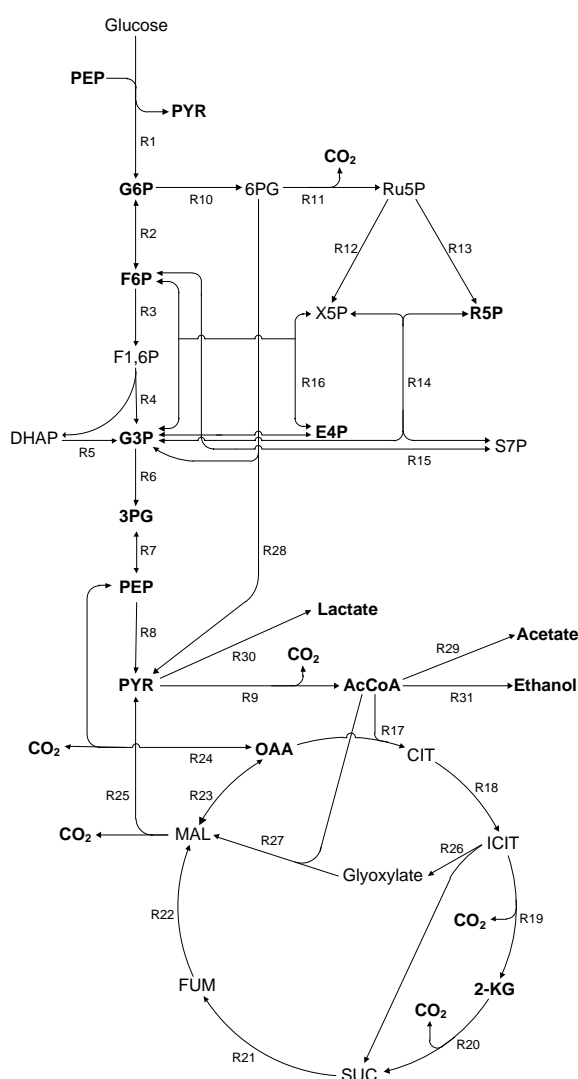 Glucose
PEP
PYR
R1
CO2
G6P
R10
6PG
R11
Ru5P
R2
R12
R13
F6P
R3
X5P
R5P
F1,6P
R16
R14
R4
E4P
DHAP
G3P
R5
S7P
R15
R6
3PG
R7
R28
PEP
Lactate
R8
Acetate
R29
R30
CO2
PYR
R9
AcCoA
R31
Ethanol
R17
CO2
R24
OAA
CIT
R18
R25
R23
CO2
MAL
R27
R26
ICIT
Glyoxylate
R22
CO2
R19
FUM
2-KG
CO2
R20
R21
SUC